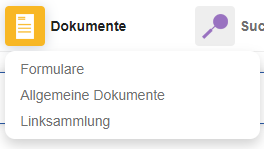 Dokumente
Formulare
Allgemeine Dokumente
Linksammlung